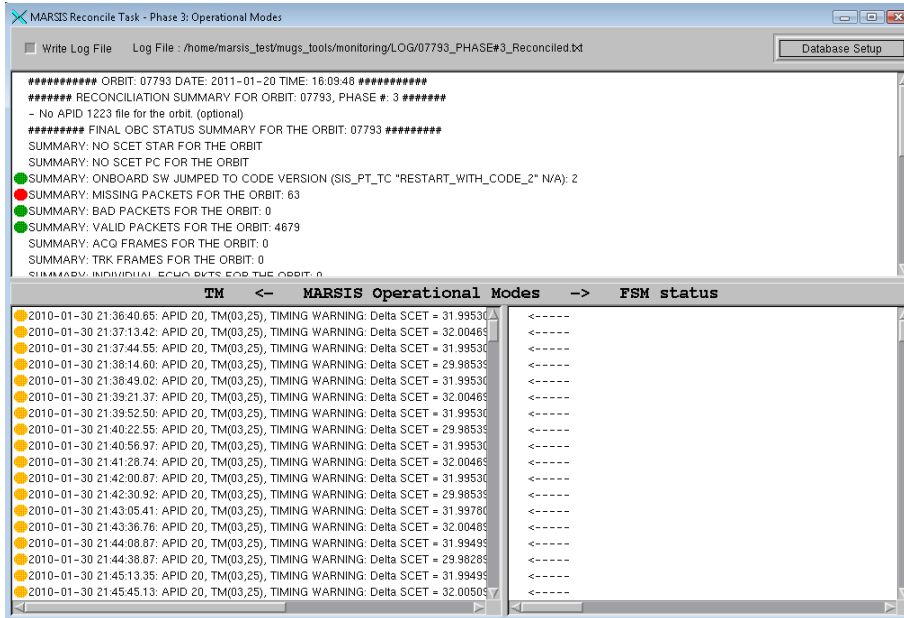 MARSIS Reconcile Task - Phase 3: Operational Modes
Write Log File Log File : /home/marsis_test/mugs_tools/monitoring/LOG/07793_PHASE#3_Reconciled.txt Database Setup
########### ORBIT: 07793 DATE: 2011-01-20 TIME: 16:09:48 ###########
####### RECONCILIATION SUMMARY FOR ORBIT: 07793, PHASE #: 3 #######
- No APID 1223 file for the orbit. (optional)
######### FINAL OBC STATUS SUMMARY FOR THE ORBIT: 07793 #########
SUMMARY: NO SCET STAR FOR THE ORBIT
SUMMARY: NO SCET PC FOR THE ORBIT
SUMMARY: ONBOARD SW JUMPED TO CODE VERSION (SIS_PT_TC "RESTART_WITH_CODE_2" N/A): 2
SUMMARY: MISSING PACKETS FOR THE ORBIT: 63
SUMMARY: BAD PACKETS FOR THE ORBIT: 0
SUMMARY: VALID PACKETS FOR THE ORBIT: 4679
SUMMARY: ACQ FRAMES FOR THE ORBIT: 0
SUMMARY: TRK FRAMES FOR THE ORBIT: 0
SUMMARY: INDIVIDUAL ECHO PKTS FOR THE ORBIT: 0
TM <- MARSIS Operational Modes -> FSM status
2010-01-30 21:36:40.65: APID 20, TM(03,25), TIMING WARNING: Delta SCET = 31.99530 <-----
2010-01-30 21:37:13.42: APID 20, TM(03,25), TIMING WARNING: Delta SCET = 32.00469 <-----
2010-01-30 21:37:44.55: APID 20, TM(03,25), TIMING WARNING: Delta SCET = 31.99530 <-----
2010-01-30 21:38:14.60: APID 20, TM(03,25), TIMING WARNING: Delta SCET = 29.98539 <-----
2010-01-30 21:38:49.02: APID 20, TM(03,25), TIMING WARNING: Delta SCET = 31.99530 <-----
2010-01-30 21:39:21.37: APID 20, TM(03,25), TIMING WARNING: Delta SCET = 32.00469 <-----
2010-01-30 21:39:52.50: APID 20, TM(03,25), TIMING WARNING: Delta SCET = 31.99530 <-----
2010-01-30 21:40:22.55: APID 20, TM(03,25), TIMING WARNING: Delta SCET = 29.98539 <-----
2010-01-30 21:40:56.97: APID 20, TM(03,25), TIMING WARNING: Delta SCET = 31.99530 <-----
2010-01-30 21:41:28.74: APID 20, TM(03,25), TIMING WARNING: Delta SCET = 32.00469 <-----
2010-01-30 21:42:00.87: APID 20, TM(03,25), TIMING WARNING: Delta SCET = 31.99530 <-----
2010-01-30 21:42:30.92: APID 20, TM(03,25), TIMING WARNING: Delta SCET = 29.98539 <-----
2010-01-30 21:43:05.41: APID 20, TM(03,25), TIMING WARNING: Delta SCET = 31.99780 <-----
2010-01-30 21:43:36.76: APID 20, TM(03,25), TIMING WARNING: Delta SCET = 32.00489 <-----
2010-01-30 21:44:08.87: APID 20, TM(03,25), TIMING WARNING: Delta SCET = 31.99499 <-----
2010-01-30 21:44:38.87: APID 20, TM(03,25), TIMING WARNING: Delta SCET = 29.98289 <-----
2010-01-30 21:45:13.35: APID 20, TM(03,25), TIMING WARNING: Delta SCET = 31.99499 <-----
2010-01-30 21:45:45.13: APID 20, TM(03,25), TIMING WARNING: Delta SCET = 32.00509 <-----